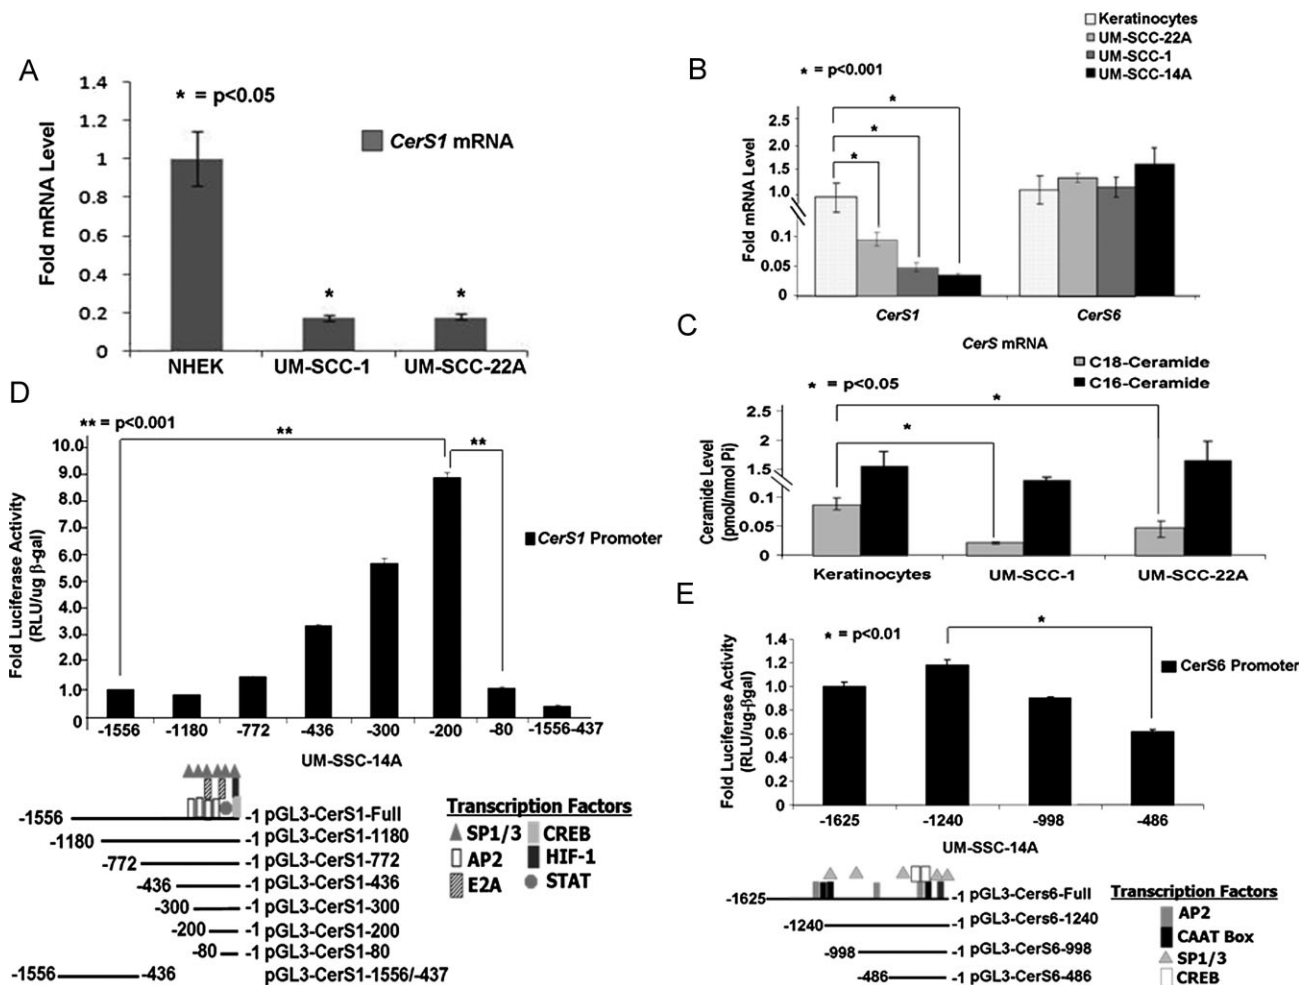 A
1.4
* = p<0.05
1.2
1
0.8
0.6
0.4
0.2
0
Fold mRNA Level
CerS1 mRNA
*
*
NHEK
UM-SCC-1
UM-SCC-22A
B
Keratinocytes
UM-SCC-22A
UM-SCC-1
UM-SCC-14A
* = p<0.001
2.5
2.0
1.5
1.0
0.1
0.05
0
Fold mRNA Level
*
*
*
CerS1
CerS6
CerS mRNA
C
C18-Ceramide
C16-Ceramide
* = p<0.05
2.5
2
1.5
0.1
0.05
0
Ceramide Level
(pmol/nmol Pi)
*
*
Keratinocytes
UM-SCC-1
UM-SCC-22A
D
** = p<0.001
10.0
9.0
8.0
6.0
5.0
4.0
3.0
2.0
1.0
0
Fold Luciferase Activity
(RLU/ug β-gal)
**
**
CerS1 Promoter
-1556
-1180
-772
-436
-300
-200
-80
-1556-437
UM-SSC-14A
-1556
-1 pGL3-CerS1-Full
-1180
-1 pGL3-CerS1-1180
-772
-1 pGL3-CerS1-772
-436
-1 pGL3-CerS1-436
-300
-1 pGL3-CerS1-300
-200
-1 pGL3-CerS1-200
-80
-1 pGL3-CerS1-80
-1556
-436
pGL3-CerS1-1556/-437
Transcription Factors
SP1/3
CREB
AP2
HIF-1
E2A
STAT
E
* = p<0.01
1.4
1.2
1.0
0.8
0.6
0.4
0.2
0
Fold Luciferase Activity
(RLU/ug-βgal)
*
CerS6 Promoter
-1625
-1240
-998
-486
UM-SSC-14A
-1625
-1 pGL3-Cers6-Full
-1240
-1 pGL3-Cers6-1240
-998
-1 pGL3-CerS6-998
-486
-1 pGL3-CerS6-486
Transcription Factors
AP2
CAAT Box
SP1/3
CREB